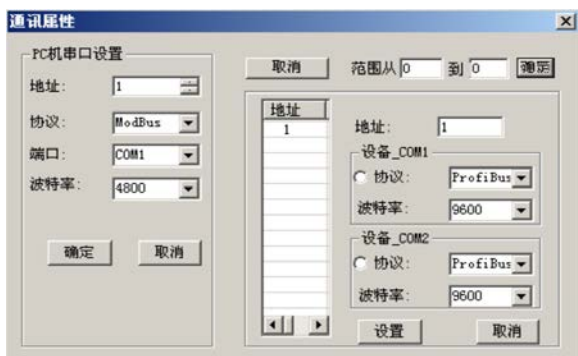 通讯属性
PC机串口设置
地址: 1
协议: ModBus
端口: COM1
波特率: 4800
确定 取消
取消 范围从 0 到 0 确定
地址
1
地址: 1
设备_COM1
协议: ProfiBus
波特率: 9600
设备_COM2
协议: ProfiBus
波特率: 9600
设置 取消